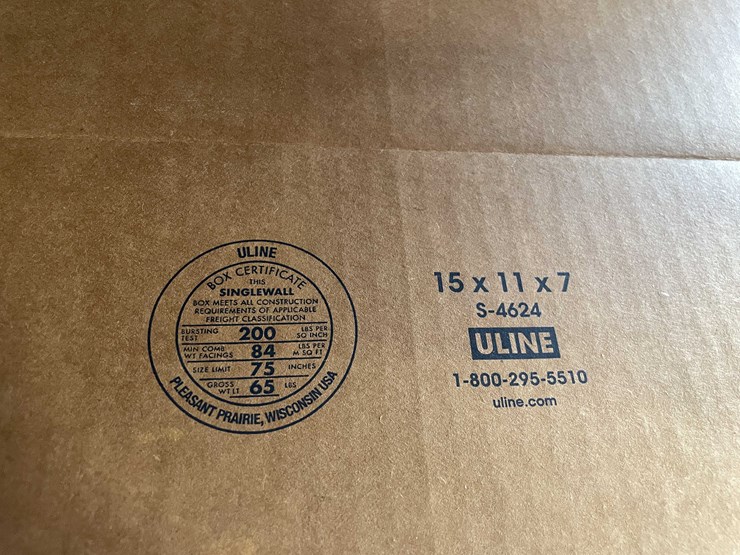 ULINE
BOX CERTIFICATE
THIS
SINGLEWALL
BOX MEETS ALL CONSTRUCTION
REQUIREMENTS OF APPLICABLE
FREIGHT CLASSIFICATION
BURSTING TEST 200 LBS PER SQ INCH
MIN COMB WT FACINGS 84 LBS PER M SQ FT
SIZE LIMIT 75 INCHES
GROSS WT LT 65 LBS
PLEASANT PRAIRIE, WISCONSIN USA
15 x 11 x 7
S-4624
ULINE
1-800-295-5510
uline.com